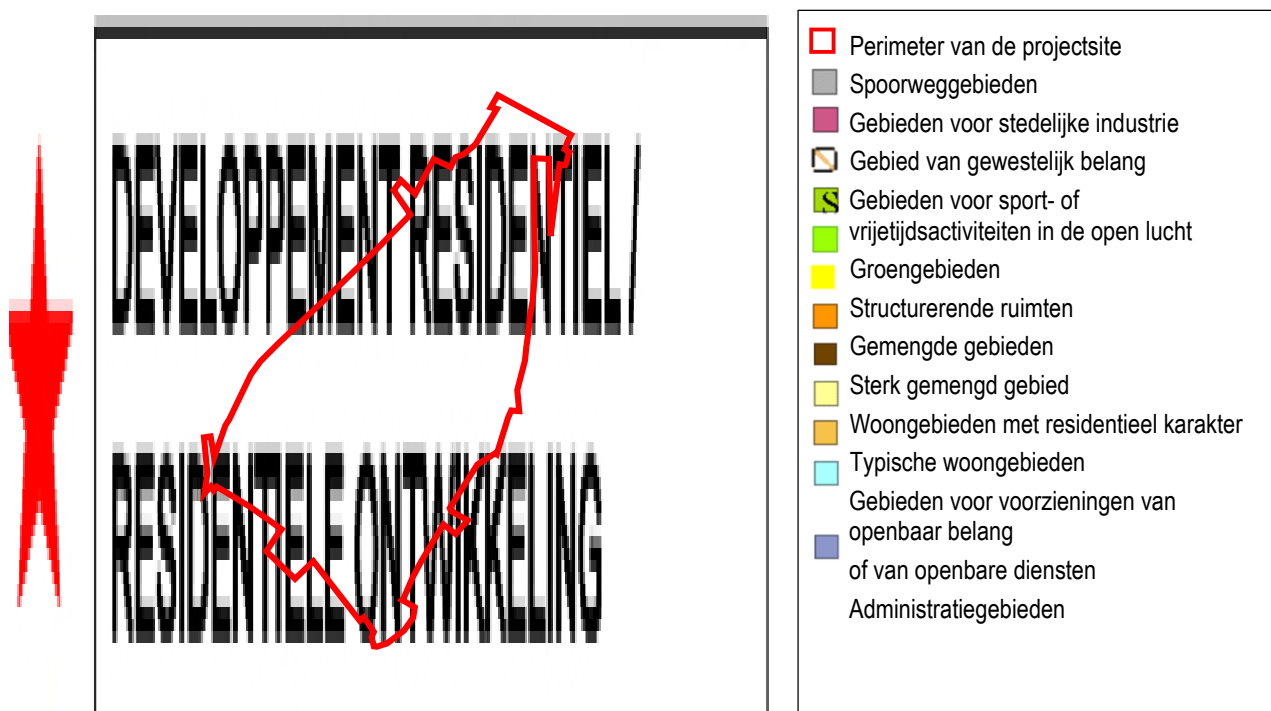 DEVELOPPEMENT RESIDENTIEL /
RESIDENTIELE ONTWIKKELING
Perimeter van de projectsite
Spoorweggebieden
Gebieden voor stedelijke industrie
Gebied van gewestelijk belang
S Gebieden voor sport- of
vrijetijdsactiviteiten in de open lucht
Groengebieden
Structurerende ruimten
Gemengde gebieden
Sterk gemengd gebied
Woongebieden met residentieel karakter
Typische woongebieden
Gebieden voor voorzieningen van
openbaar belang
of van openbare diensten
Administratiegebieden